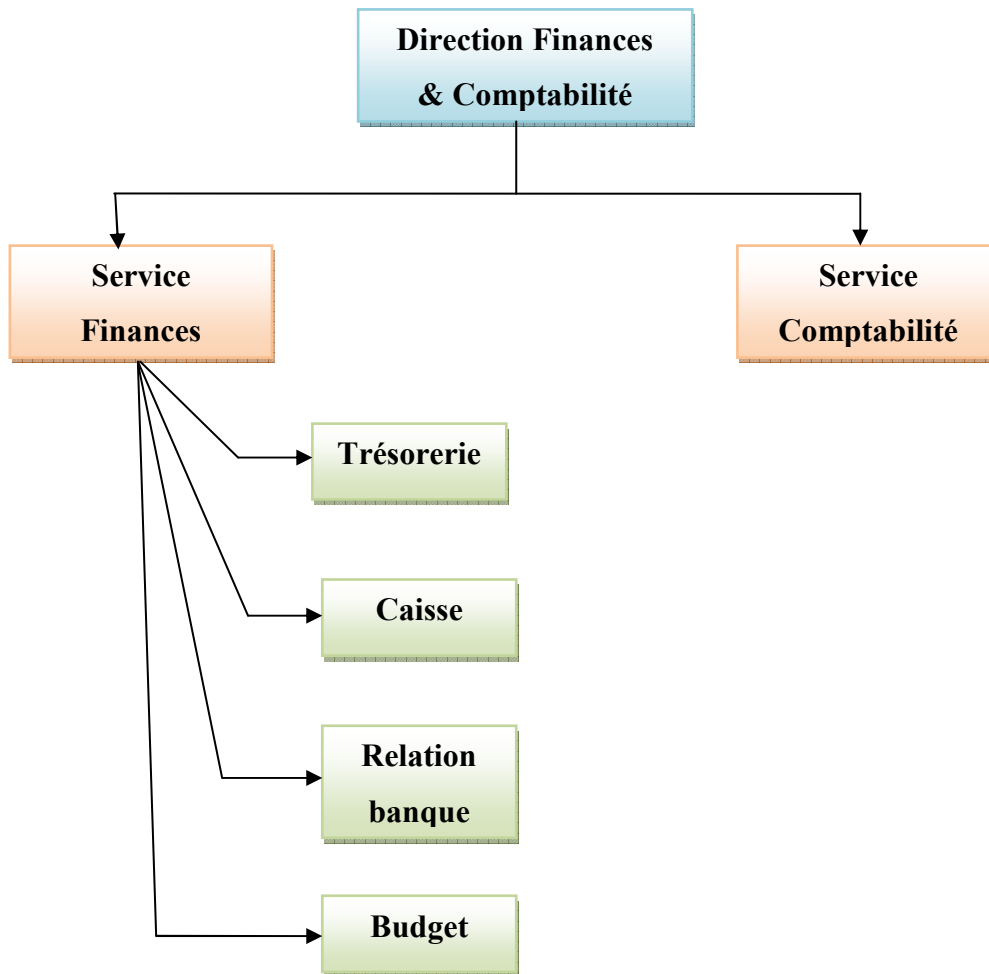 Direction Finances
& Comptabilité
Service
Finances
Service
Comptabilité
Trésorerie
Caisse
Relation
banque
Budget